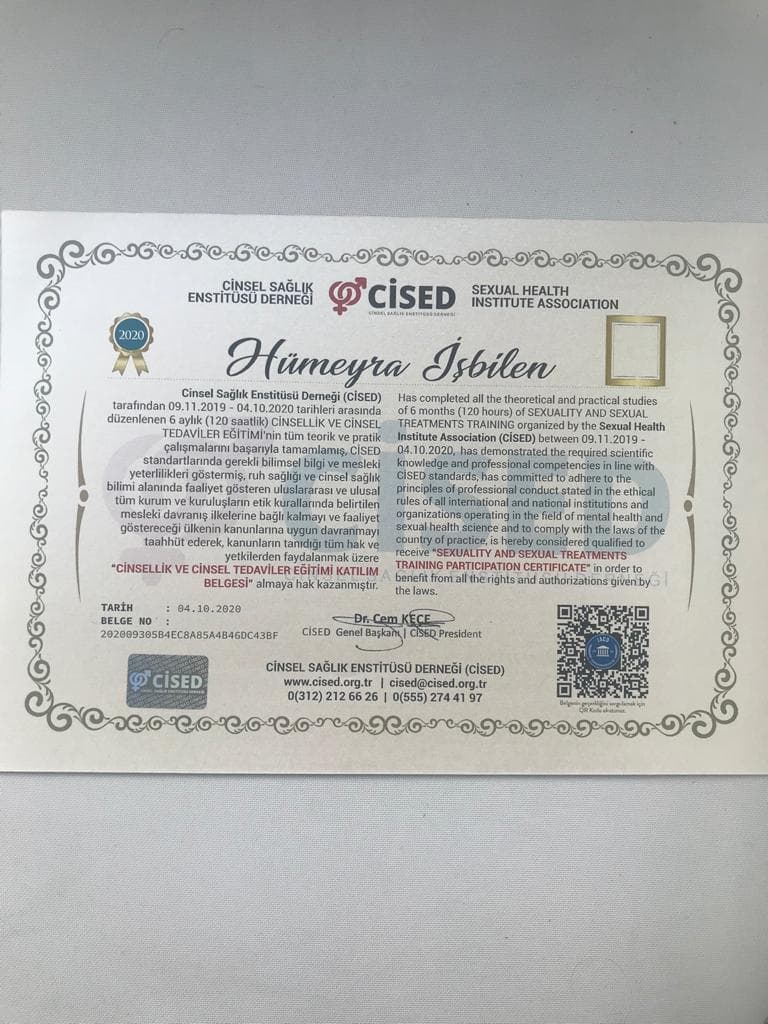 CİNSEL SAĞLIK
ENSTİTÜSÜ DERNEĞİ
CİSED
CİNSEL SAĞLIK ENSTİTÜSÜ DERNEĞİ
SEXUAL HEALTH
INSTITUTE ASSOCIATION
2020
Hümeyra İşbilen
Cinsel Sağlık Enstitüsü Derneği (CİSED)
tarafından 09.11.2019 - 04.10.2020 tarihleri arasında
düzenlenen 6 aylık (120 saatlik) CİNSELLİK VE CİNSEL
TEDAVİLER EĞİTİMİ'nin tüm teorik ve pratik
çalışmalarını başarıyla tamamlamış, CİSED
standartlarında gerekli bilimsel bilgi ve mesleki
yeterlilikleri göstermiş, ruh sağlığı ve cinsel sağlık
bilimi alanında faaliyet gösteren uluslararası ve ulusal
tüm kurum ve kuruluşların etik kurallarında belirtilen
mesleki davranış ilkelerine bağlı kalmayı ve faaliyet
göstereceği ülkenin kanunlarına uygun davranmayı
taahhüt ederek, kanunların tanıdığı tüm hak ve
yetkilerden faydalanmak üzere
"CİNSELLİK VE CİNSEL TEDAVİLER EĞİTİMİ KATILIM
BELGESİ" almaya hak kazanmıştır.
Has completed all the theoretical and practical studies
of 6 months (120 hours) of SEXUALITY AND SEXUAL
TREATMENTS TRAINING organized by the Sexual Health
Institute Association (CİSED) between 09.11.2019 -
04.10.2020, has demonstrated the required scientific
knowledge and professional competencies in line with
CİSED standards, has committed to adhere to the
principles of professional conduct stated in the ethical
rules of all international and national institutions and
organizations operating in the field of mental health and
sexual health science and to comply with the laws of the
country of practice, is hereby considered qualified to
receive "SEXUALITY AND SEXUAL TREATMENTS
TRAINING PARTICIPATION CERTIFICATE" in order to
benefit from all the rights and authorizations given by
the laws.
TARİH : 04.10.2020
BELGE NO :
202009305B4EC8A85A4B46DC43BF
Dr. Cem KEÇE
CİSED Genel Başkanı | CİSED President
CİSED
CİNSEL SAĞLIK ENSTİTÜSÜ DERNEĞİ (CİSED)
www.cised.org.tr | cised@cised.org.tr
0(312) 212 66 26 | 0(555) 274 41 97
Belgenin geçerliliğini sorgulamak için
QR Kodu okutunuz.